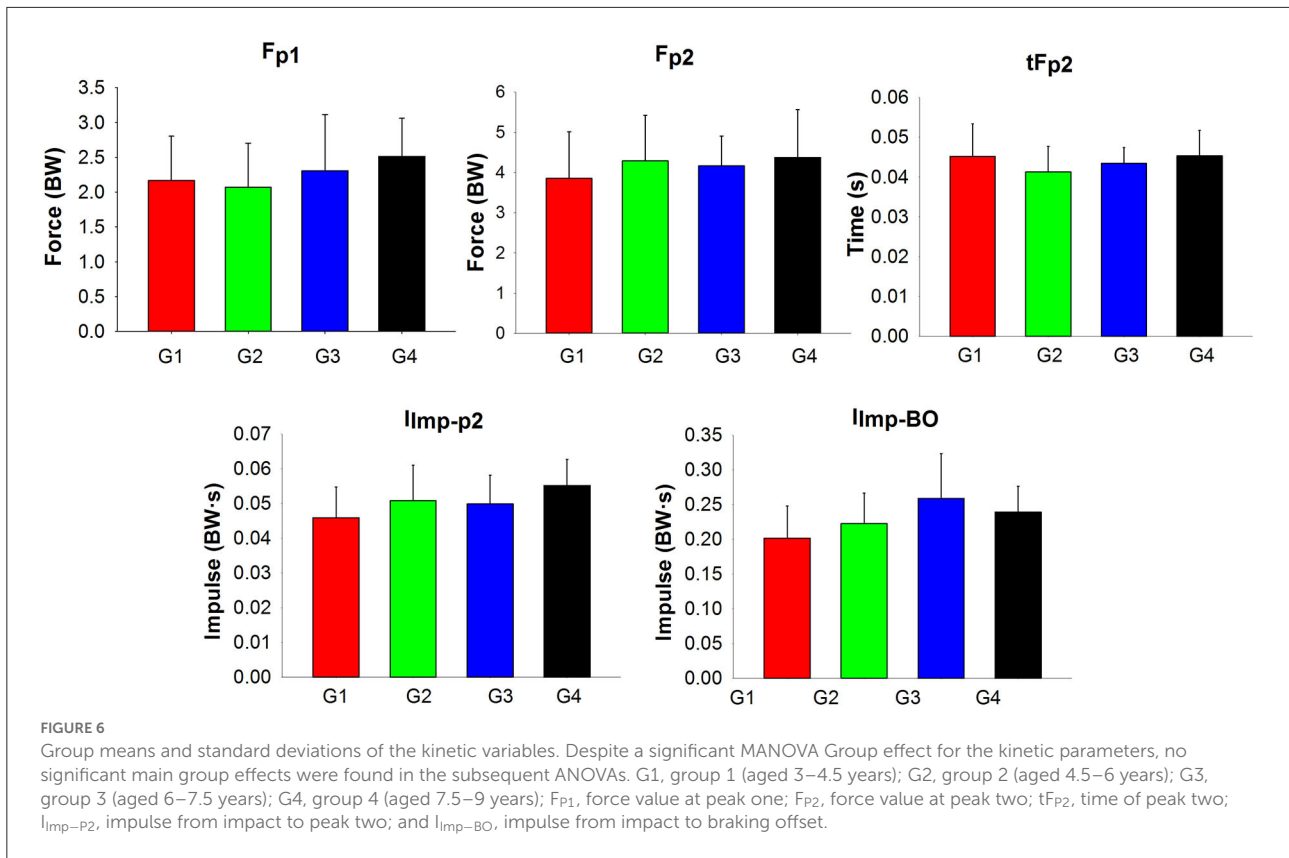 Fp1
Force (BW)
3.5
3.0
2.5
2.0
1.5
1.0
0.5
0.0
G1 G2 G3 G4
Fp2
Force (BW)
6
5
4
3
2
1
0
G1 G2 G3 G4
tFp2
Time (s)
0.06
0.05
0.04
0.03
0.02
0.01
0.00
G1 G2 G3 G4
IImp-p2
Impulse (BW·s)
0.07
0.06
0.05
0.04
0.03
0.02
0.01
0.00
G1 G2 G3 G4
IImp-BO
Impulse (BW·s)
0.35
0.30
0.25
0.20
0.15
0.10
0.05
0.00
G1 G2 G3 G4
FIGURE 6
Group means and standard deviations of the kinetic variables. Despite a significant MANOVA Group effect for the kinetic parameters, no
significant main group effects were found in the subsequent ANOVAs. G1, group 1 (aged 3–4.5 years); G2, group 2 (aged 4.5–6 years); G3,
group 3 (aged 6–7.5 years); G4, group 4 (aged 7.5–9 years); FP1, force value at peak one; FP2, force value at peak two; tFP2, time of peak two;
IImp–P2, impulse from impact to peak two; and IImp–BO, impulse from impact to braking offset.